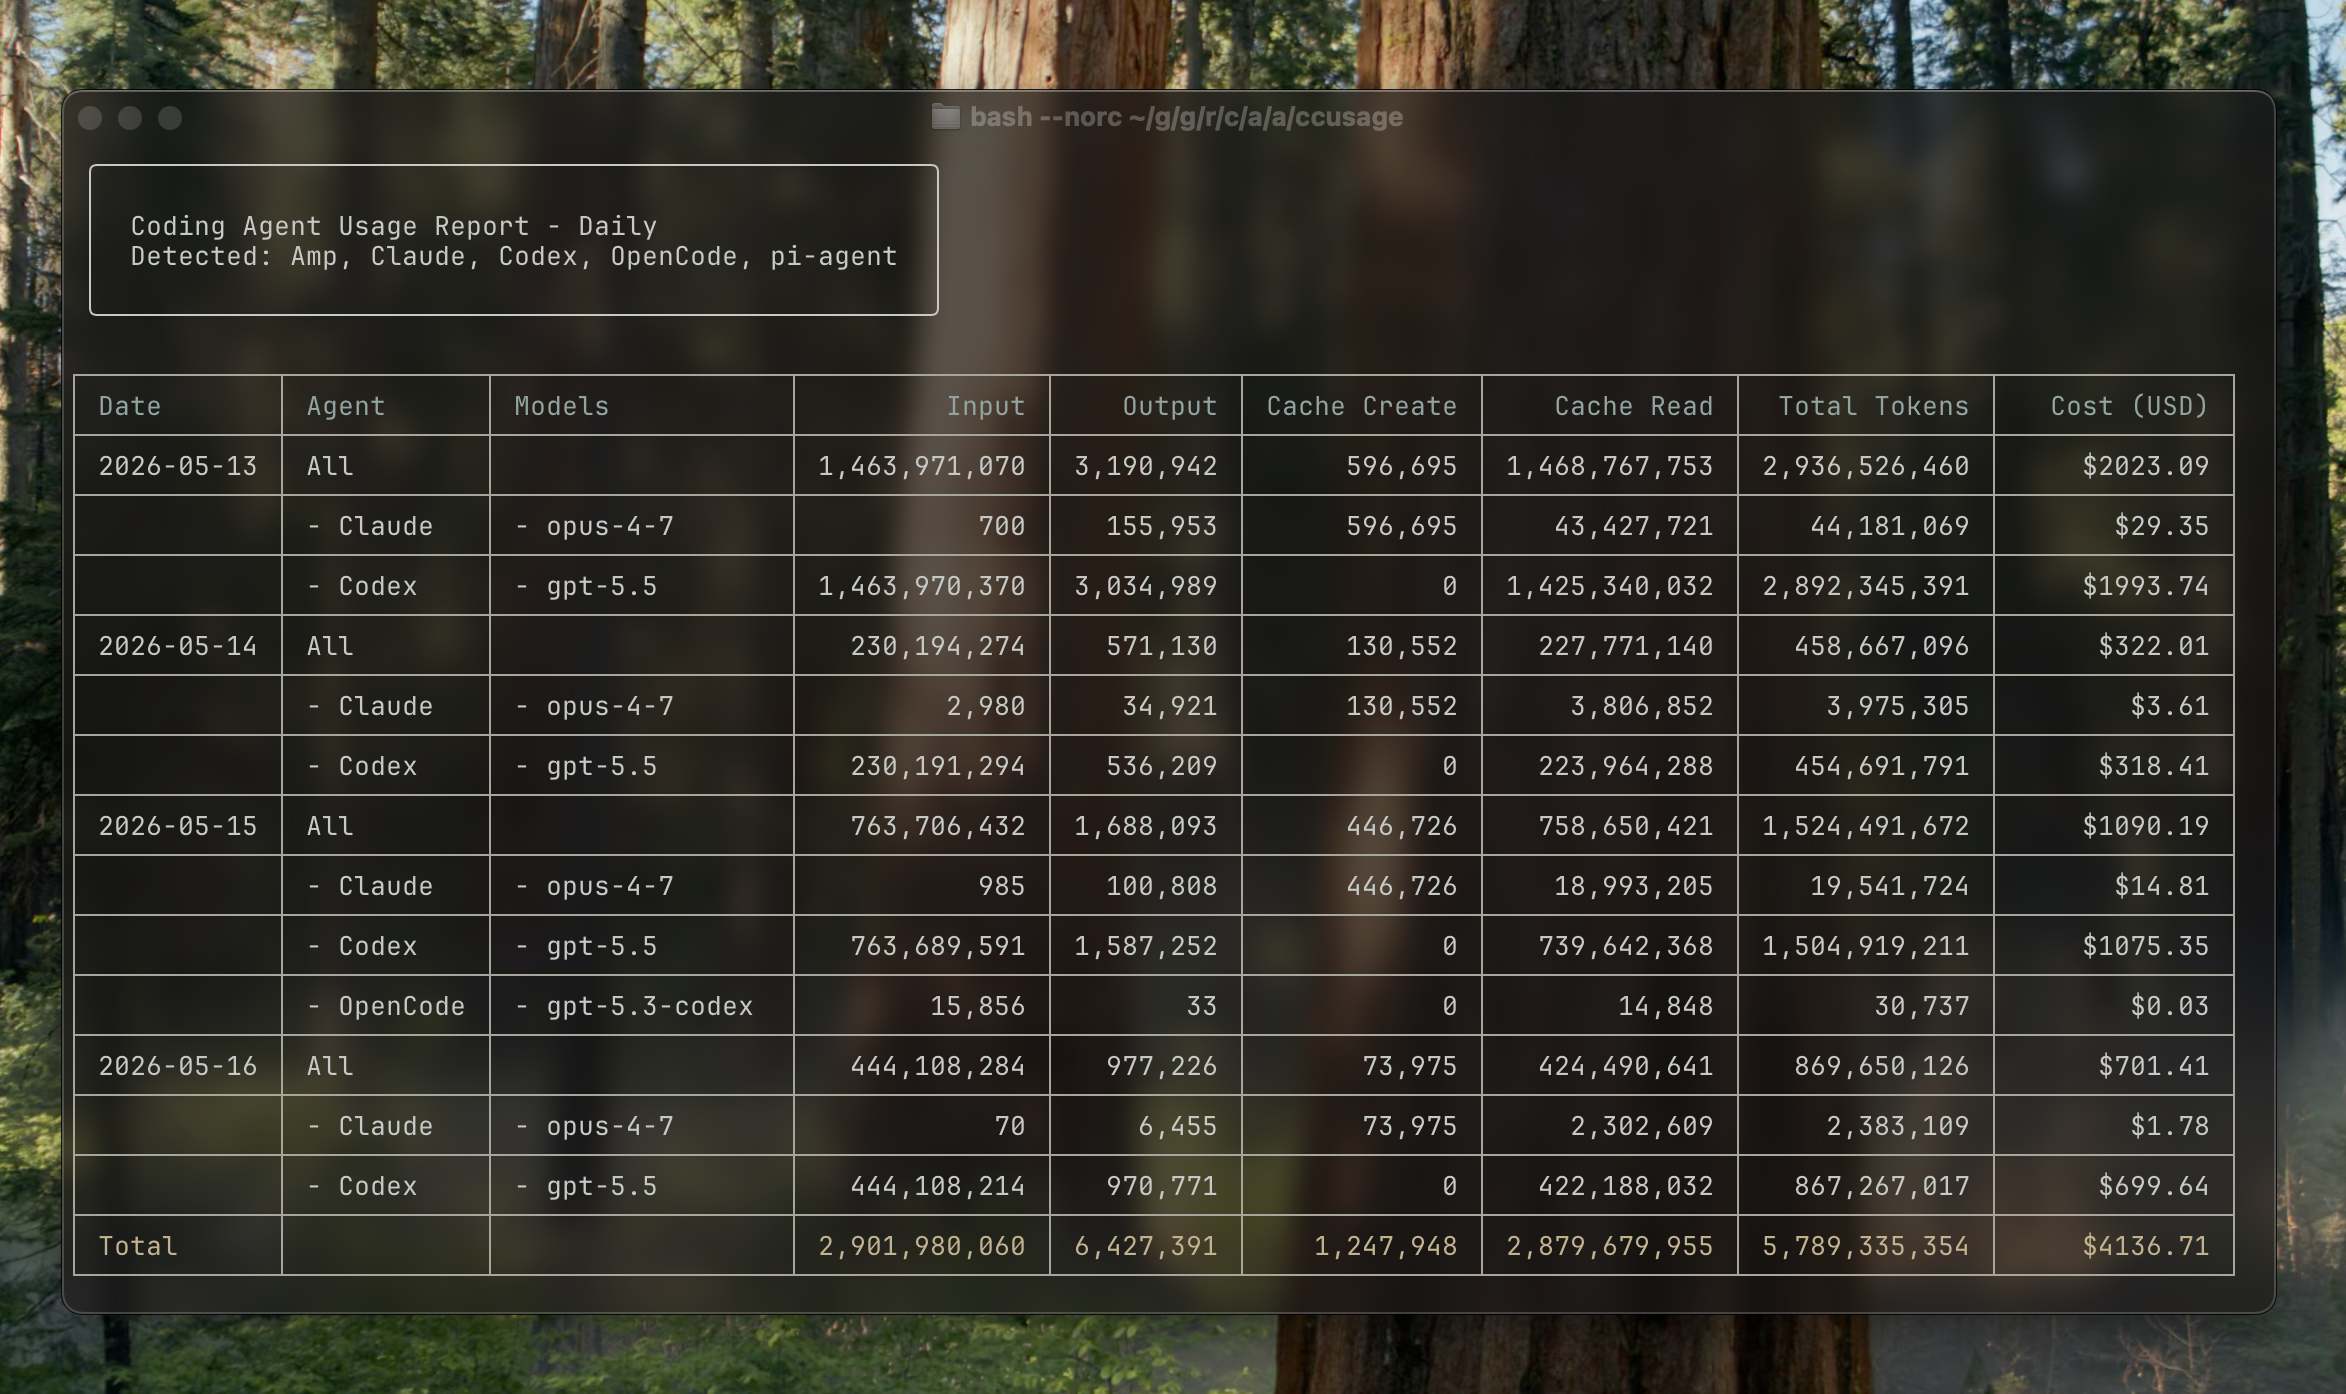 bash --norc ~/g/g/r/c/a/a/ccusage
Coding Agent Usage Report - Daily
Detected: Amp, Claude, Codex, OpenCode, pi-agent
Date Agent Models Input Output Cache Create Cache Read Total Tokens Cost (USD)
2026-05-13 All 1,463,971,070 3,190,942 596,695 1,468,767,753 2,936,526,460 $2023.09
- Claude - opus-4-7 700 155,953 596,695 43,427,721 44,181,069 $29.35
- Codex - gpt-5.5 1,463,970,370 3,034,989 0 1,425,340,032 2,892,345,391 $1993.74
2026-05-14 All 230,194,274 571,130 130,552 227,771,140 458,667,096 $322.01
- Claude - opus-4-7 2,980 34,921 130,552 3,806,852 3,975,305 $3.61
- Codex - gpt-5.5 230,191,294 536,209 0 223,964,288 454,691,791 $318.41
2026-05-15 All 763,706,432 1,688,093 446,726 758,650,421 1,524,491,672 $1090.19
- Claude - opus-4-7 985 100,808 446,726 18,993,205 19,541,724 $14.81
- Codex - gpt-5.5 763,689,591 1,587,252 0 739,642,368 1,504,919,211 $1075.35
- OpenCode - gpt-5.3-codex 15,856 33 0 14,848 30,737 $0.03
2026-05-16 All 444,108,284 977,226 73,975 424,490,641 869,650,126 $701.41
- Claude - opus-4-7 70 6,455 73,975 2,302,609 2,383,109 $1.78
- Codex - gpt-5.5 444,108,214 970,771 0 422,188,032 867,267,017 $699.64
Total 2,901,980,060 6,427,391 1,247,948 2,879,679,955 5,789,335,354 $4136.71